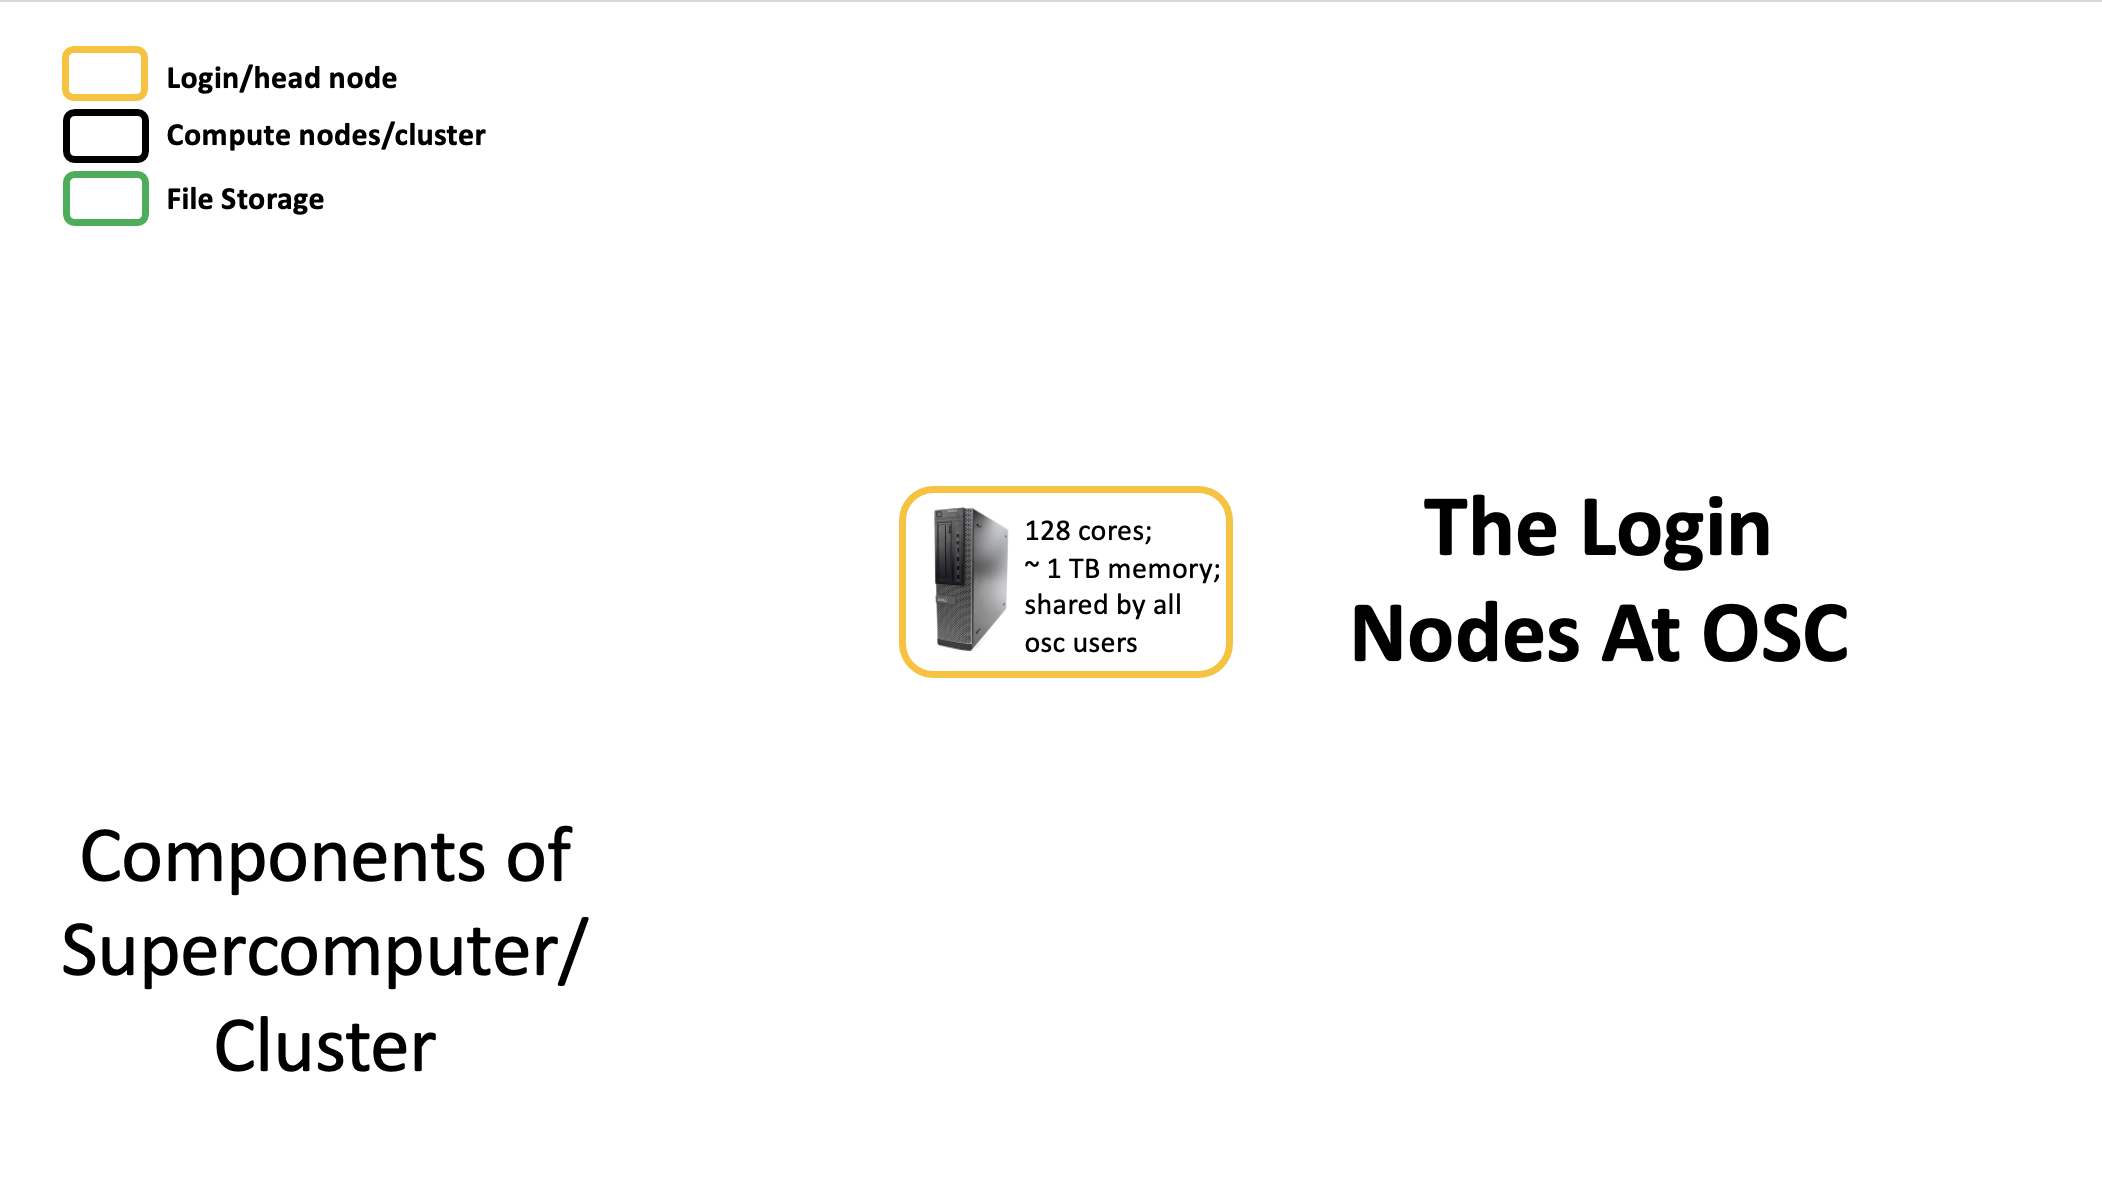 Login/head node
Compute nodes/cluster
File Storage
128 cores;
~ 1 TB memory;
shared by all
osc users
The Login
Nodes At OSC
Components of
Supercomputer/
Cluster